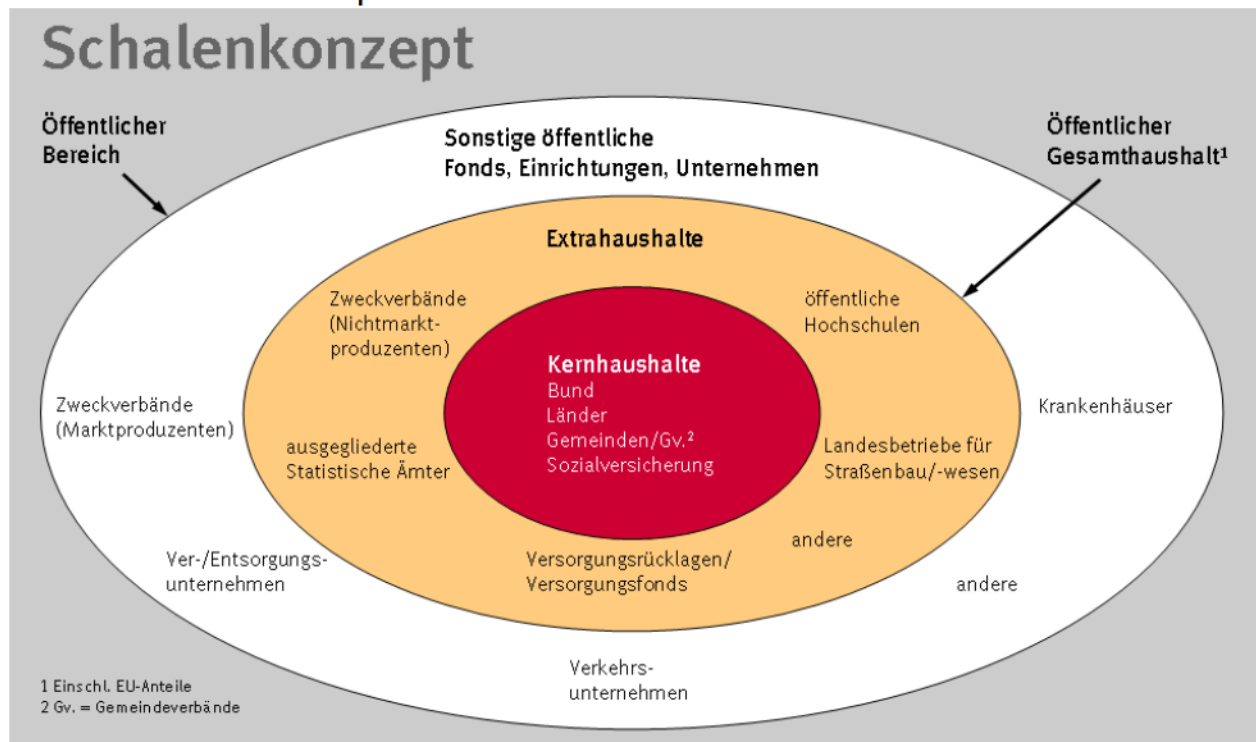 Schalenkonzept
Öffentlicher
Bereich
Sonstige öffentliche
Fonds, Einrichtungen, Unternehmen
Öffentlicher
Gesamthaushalt¹
Extrahaushalte
Zweckverbände
(Nichtmarkt-
produzenten)
öffentliche
Hochschulen
Kernhaushalte
Bund
Länder
Gemeinden/Gv.²
Sozialversicherung
Zweckverbände
(Marktproduzenten)
Krankenhäuser
ausgegliederte
Statistische Ämter
Landesbetriebe für
Straßenbau/-wesen
andere
Ver-/Entsorgungs-
unternehmen
Versorgungsrücklagen/
Versorgungsfonds
andere
Verkehrs-
unternehmen
1 Einschl. EU-Anteile
2 Gv. = Gemeindeverbände